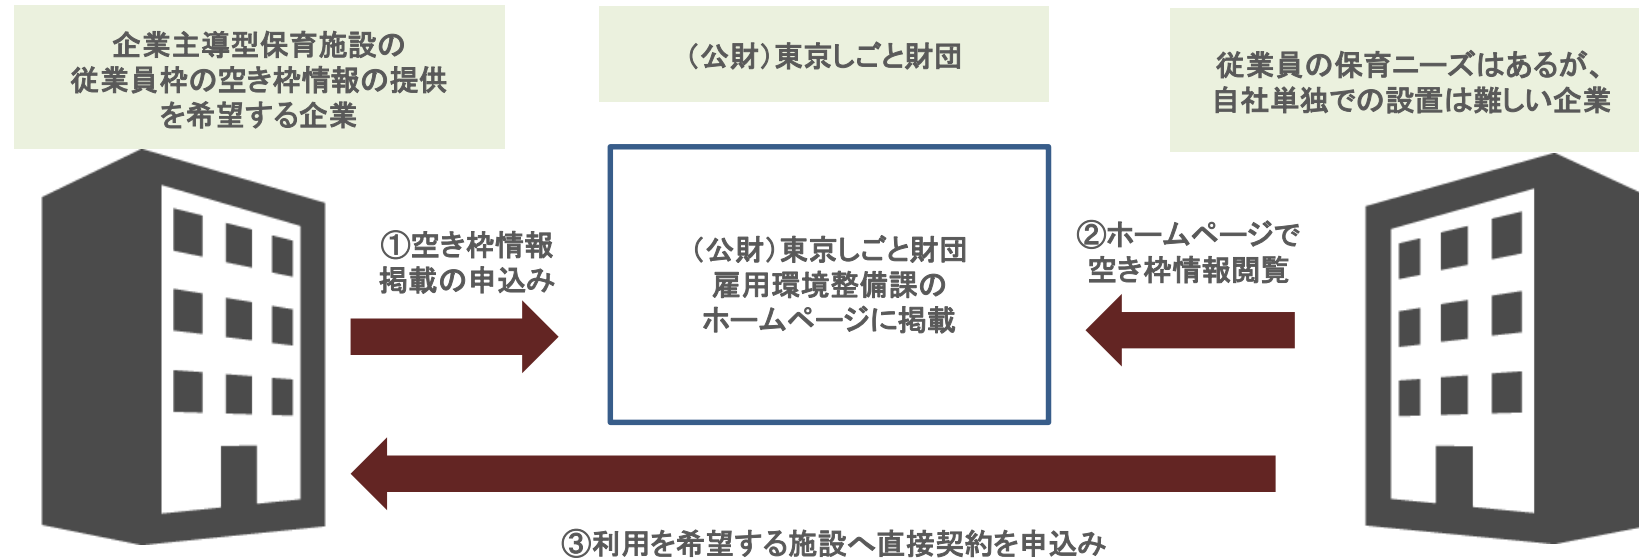 企業主導型保育施設の
従業員枠の空き枠情報の提供
を希望する企業
（公財）東京しごと財団
従業員の保育ニーズはあるが、
自社単独での設置は難しい企業
①空き枠情報
掲載の申込み
（公財）東京しごと財団
雇用環境整備課の
ホームページに掲載
②ホームページで
空き枠情報閲覧
③利用を希望する施設へ直接契約を申込み